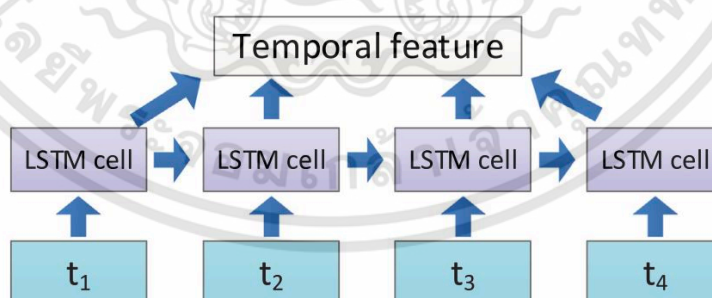 Temporal feature
LSTM cell LSTM cell LSTM cell LSTM cell
t₁ t₂ t₃ t₄